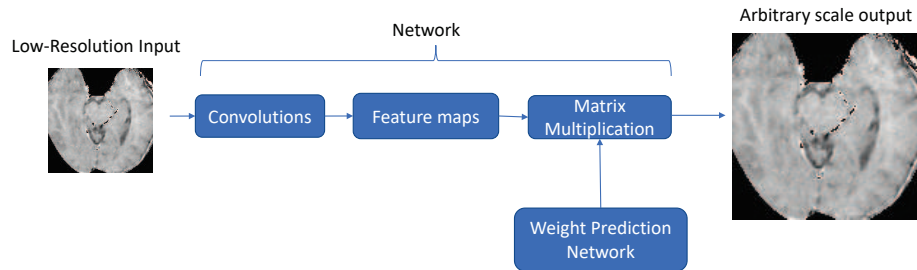 Arbitrary scale output
Network
Low-Resolution Input
Convolutions
Feature maps
Matrix
Multiplication
Weight Prediction
Network